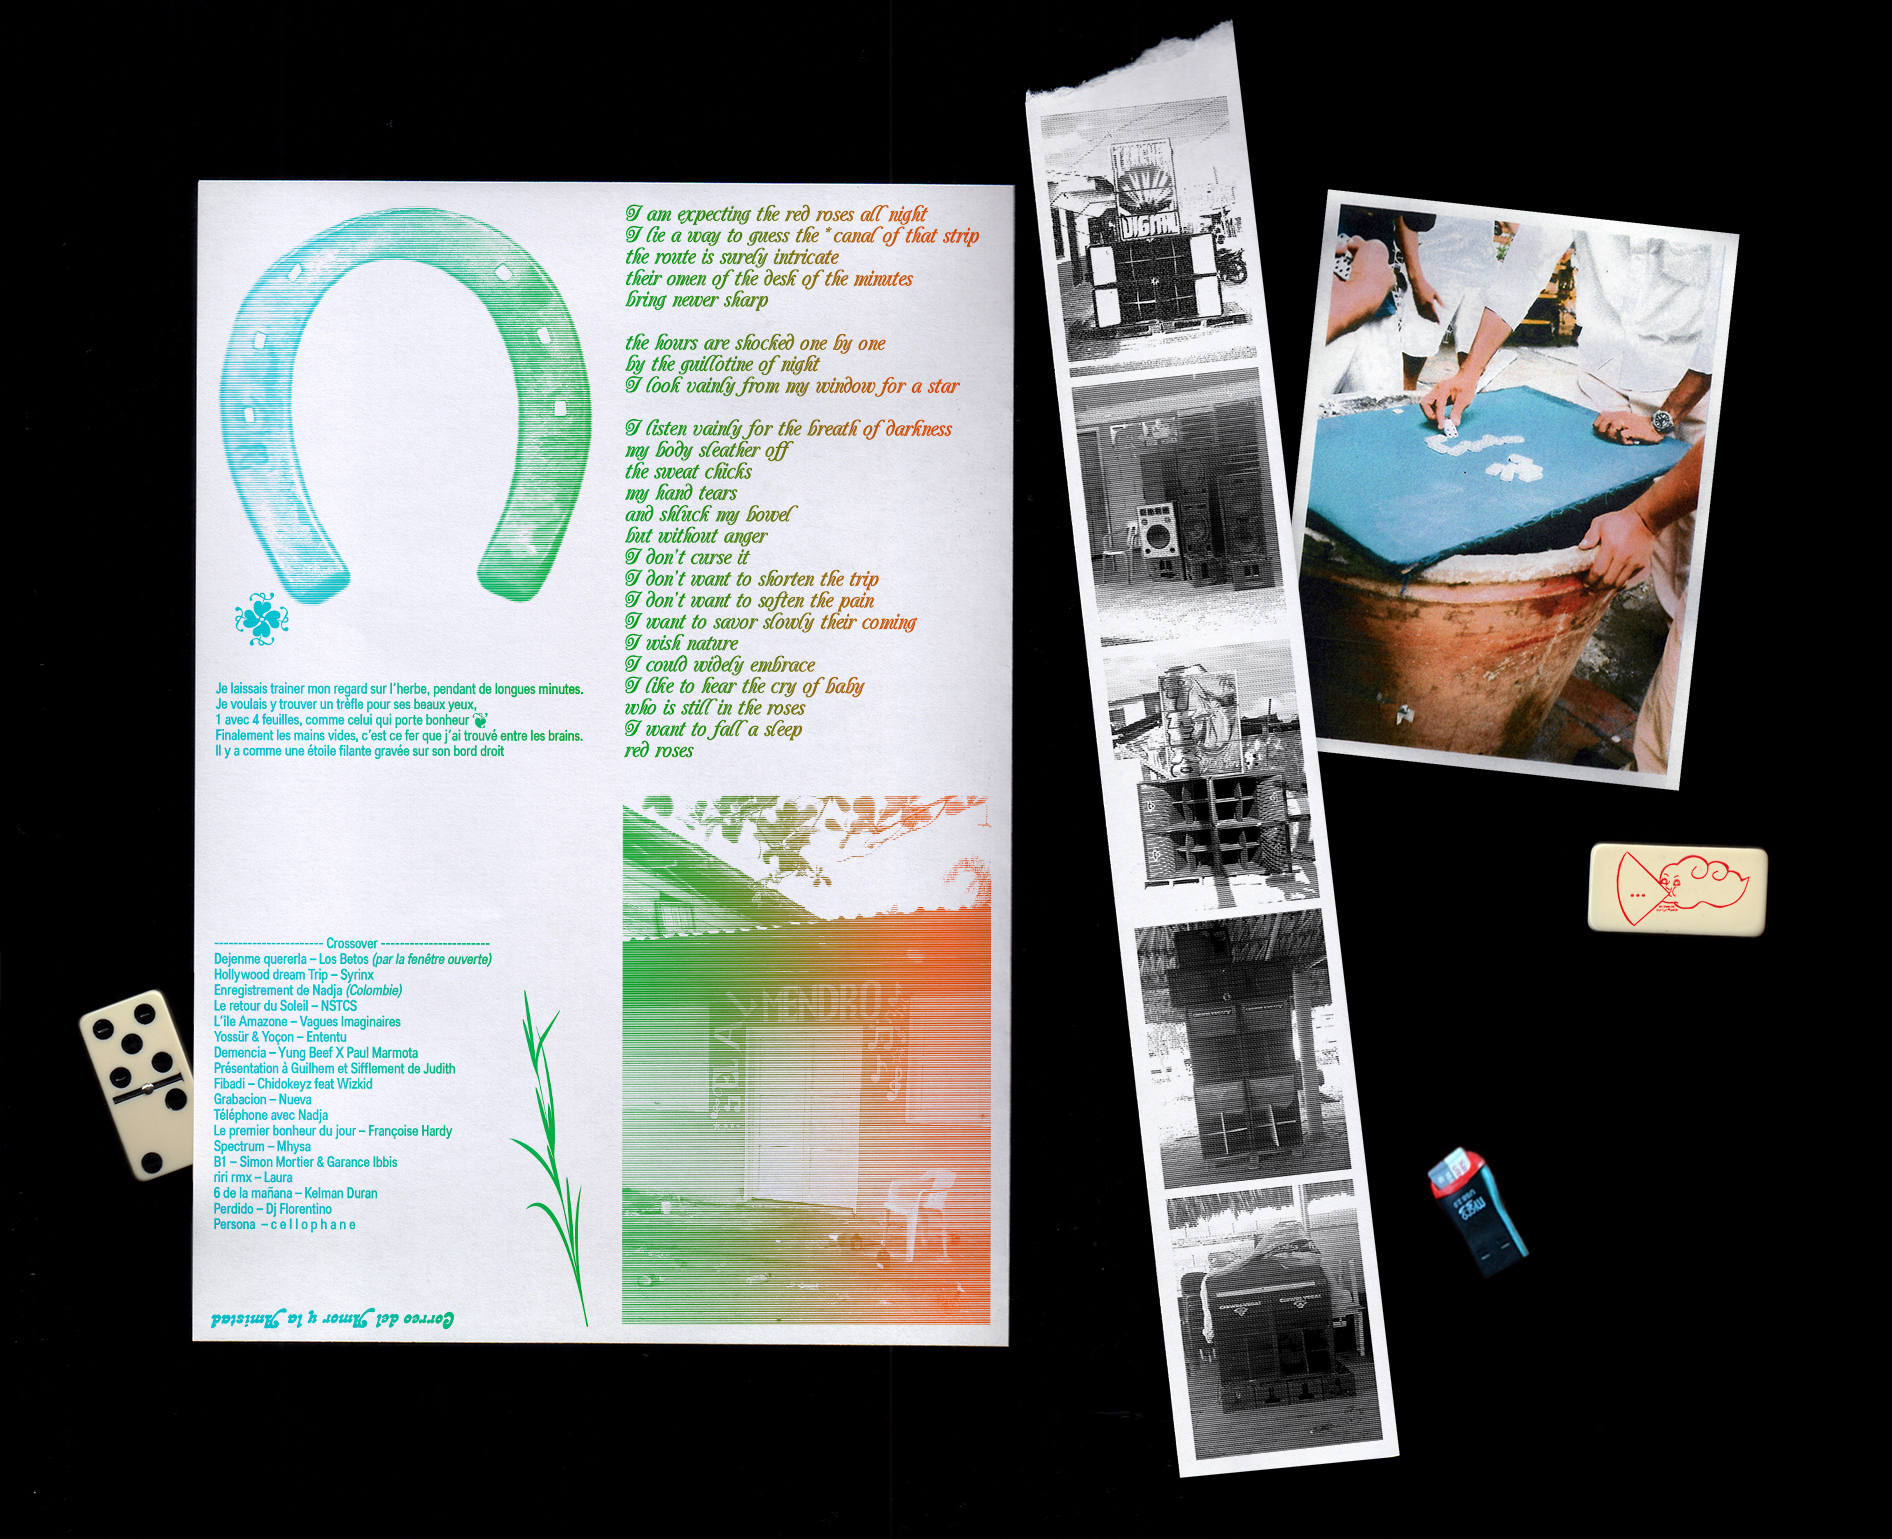 I am expecting the red roses all night
I lie a way to guess the *canal of that strip
the route is surely intricate
their omen of the desk of the minutes
bring newer sharp
the hours are shocked one by one
by the guillotine of night
I look vainly from my window for a star
I listen vainly for the breath of darkness
my body sleather off
the sweat chicks
my hand tears
and shluck my bowel
but without anger
I don't curse it
I don't want to shorten the trip
I don't want to soften the pain
I want to savor slowly their coming
I wish nature
I could widely embrace
I like to hear the cry of baby
who is still in the roses
I want to fall a sleep
red roses
Je laissais trainer mon regard sur l'herbe, pendant de longues minutes.
Je voulais y trouver un trèfle pour ses beaux yeux,
1 avec 4 feuilles, comme celui qui porte bonheur
Finalement les mains vides, c'est ce fer que j'ai trouvé entre les brains.
Il y a comme une étoile filante gravée sur son bord droit
----------------------- Crossover -----------------------
Dejenme quererla – Los Betos (par la fenêtre ouverte)
Hollywood dream Trip – Syrinx
Enregistrement de Nadja (Colombie)
Le retour du Soleil – NSTCS
L'île Amazone – Vagues Imaginaires
Yossür & Yoçon – Ententu
Demencia – Yung Beef X Paul Marmota
Présentation à Guilhem et Sifflement de Judith
Fibadi – Chidokeyz feat Wizkid
Grabacion – Nueva
Téléphone avec Nadja
Le premier bonheur du jour – Françoise Hardy
Spectrum – Mhysa
B1 – Simon Mortier & Garance Ibbis
riri rmx – Laura
6 de la mañana – Kelman Duran
Perdido – Dj Florentino
Persona – c e l l o p h a n e
Correo del Amor y la Amistad
DIGITAL